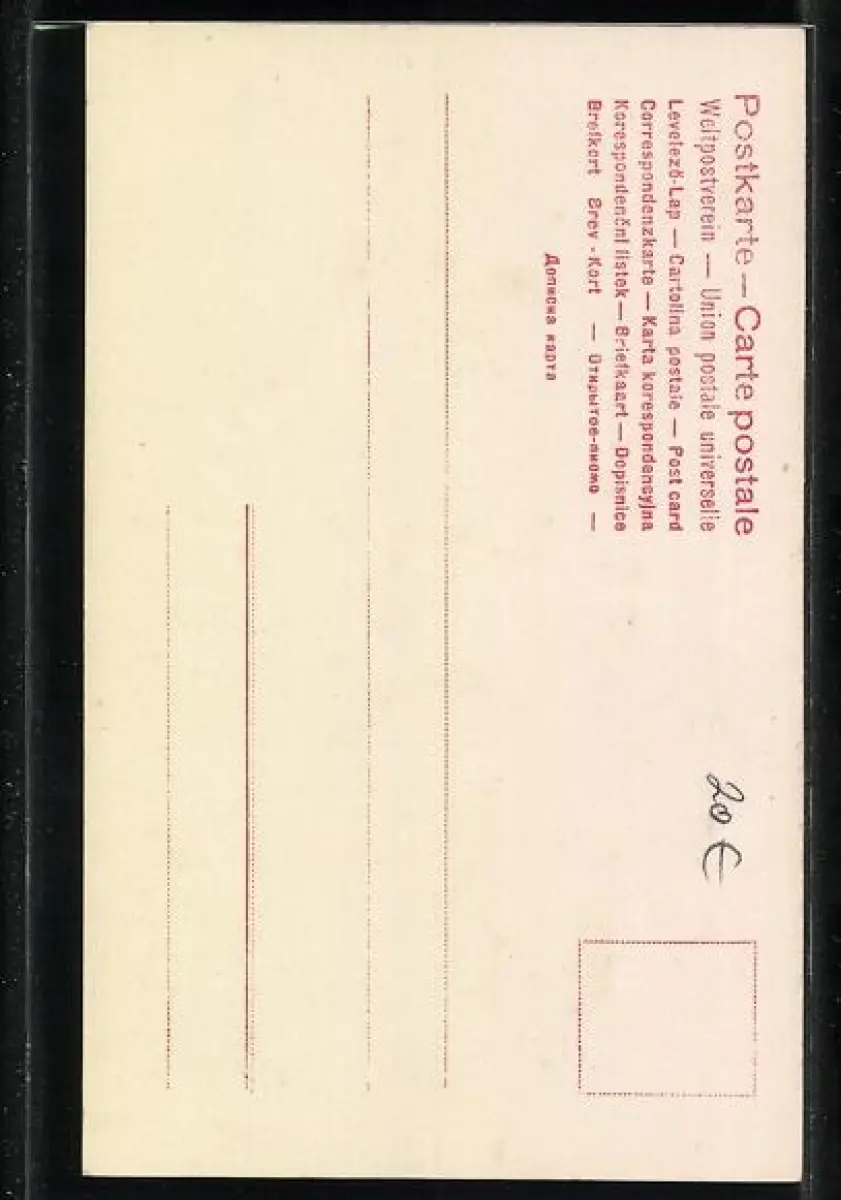 Postkarte — Carte postale
Weltpostverein — Union postale universelle
Levelező-Lap — Cartolina postale — Post card
Correspondenzkarte — Karta korespondencyjna
Korespondenční lístek — Briefkaart — Dopisnice
Brefkort Brev-Kort — Открытое-письмо —
Дописна карта
20 €